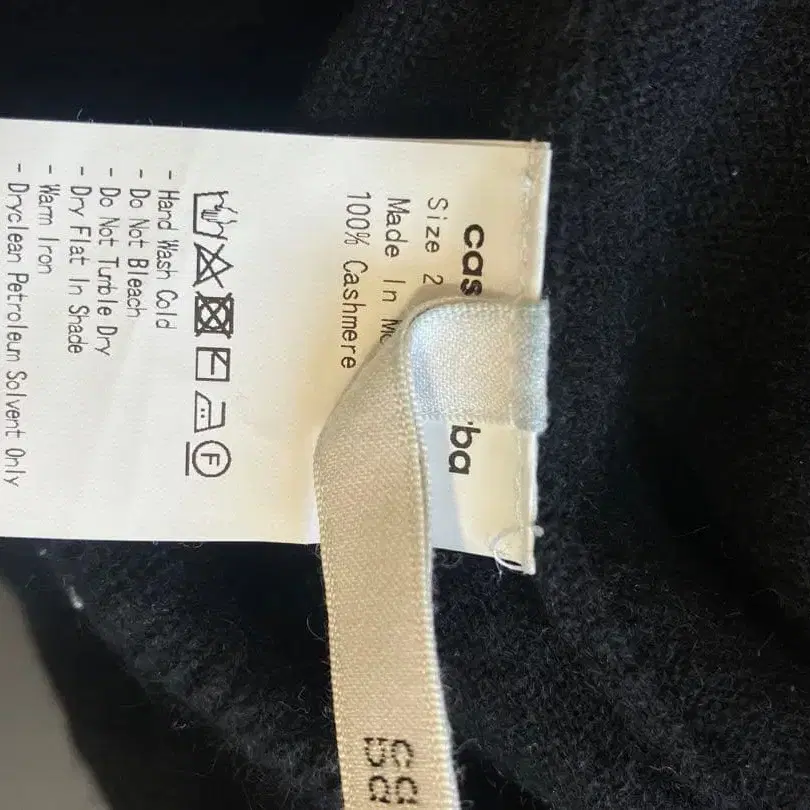 cas ba
Size 2
Made In Mo
100% Cashmere
F
- Hand Wash Cold
- Do Not Bleach
- Do Not Tumble Dry
- Dry Flat In Shade
- Warm Iron
- Dryclean Petroleum Solvent Only